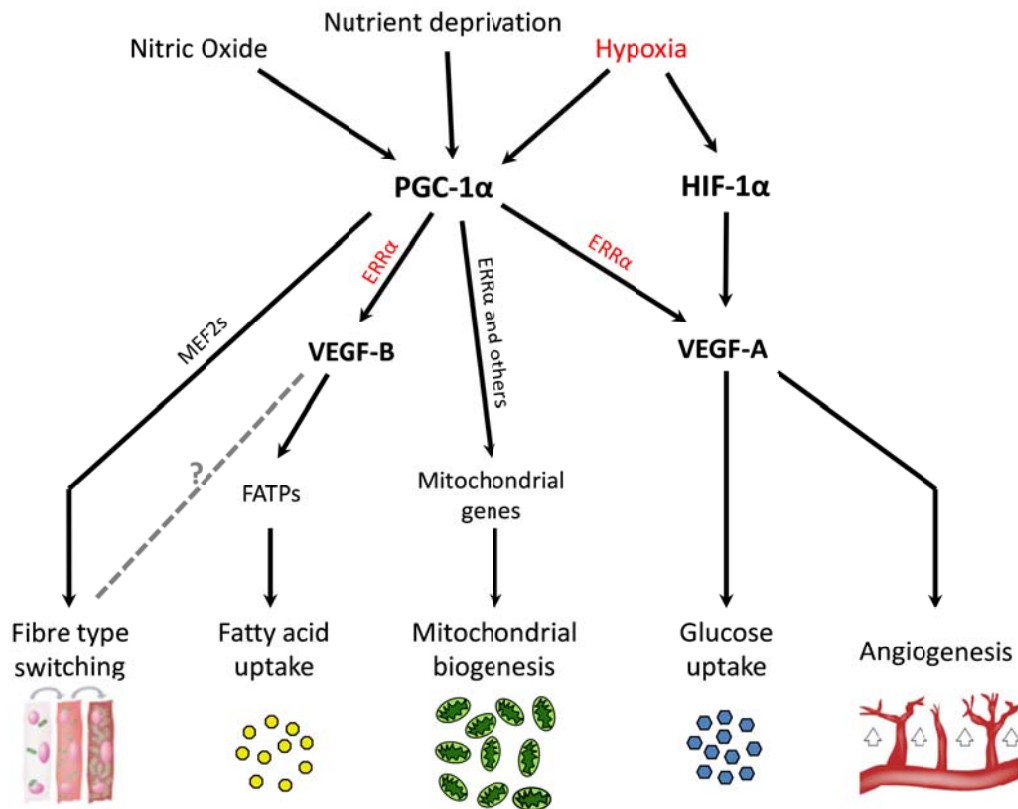 Nutrient deprivation
Nitric Oxide
Hypoxia
PGC-1α
HIF-1α
ERRα
ERRα
MEF2s
ERRα and others
VEGF-B
VEGF-A
?
FATPs
Mitochondrial
genes
Fibre type
switching
Fatty acid
uptake
Mitochondrial
biogenesis
Glucose
uptake
Angiogenesis